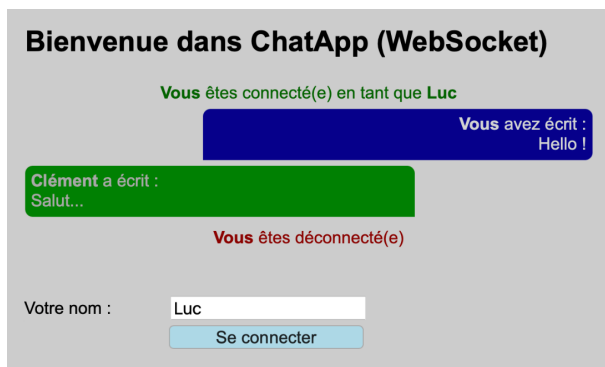 Bienvenue dans ChatApp (WebSocket)
Vous êtes connecté(e) en tant que Luc
Vous avez écrit :
Hello !
Clément a écrit :
Salut...
Vous êtes déconnecté(e)
Votre nom : Luc
Se connecter